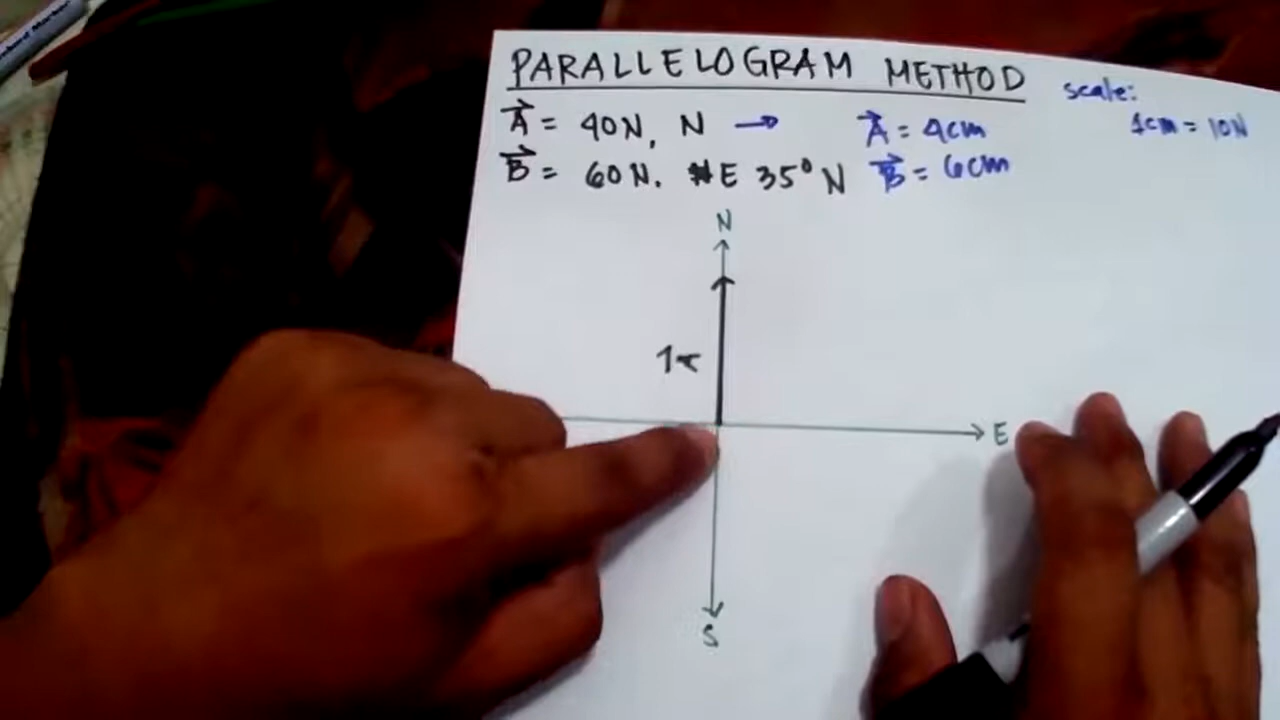 PARALLELOGRAM METHOD
scale:
1cm = 10N
A = 40N, N → A = 4cm
B = 60N. E 35° N B = 6cm
N
E
S